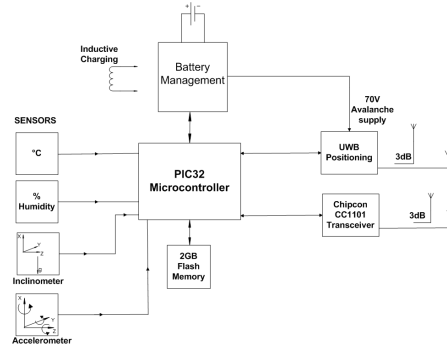 + −
Inductive
Charging
Battery
Management
70V
Avalanche
supply
SENSORS
°C
%
Humidity
X
Y
Z
Inclinometer
X
Y
Z
Accelerometer
PIC32
Microcontroller
2GB
Flash
Memory
UWB
Positioning
3dB
Chipcon
CC1101
Transceiver
3dB